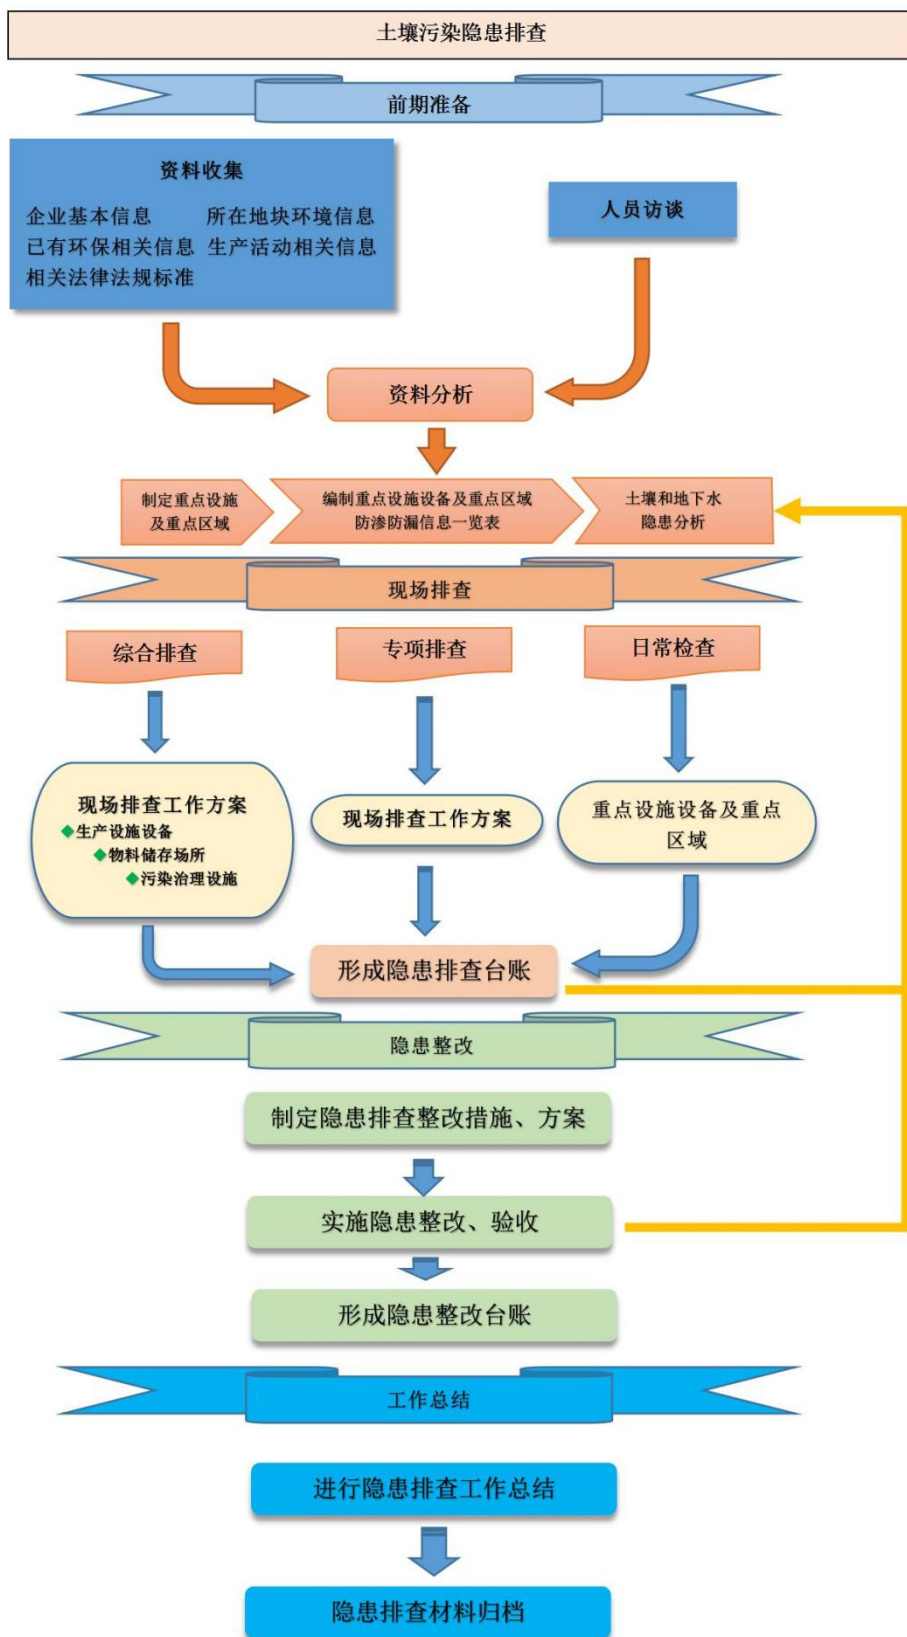 土壤污染隐患排查
前期准备
资料收集
企业基本信息 所在地块环境信息
已有环保相关信息 生产活动相关信息
相关法律法规标准
人员访谈
资料分析
制定重点设施
及重点区域
编制重点设施设备及重点区域
防渗防漏信息一览表
土壤和地下水
隐患分析
现场排查
综合排查
专项排查
日常检查
现场排查工作方案
生产设施设备
物料储存场所
污染治理设施
现场排查工作方案
重点设施设备及重点
区域
形成隐患排查台账
隐患整改
制定隐患排查整改措施、方案
实施隐患整改、验收
形成隐患整改台账
工作总结
进行隐患排查工作总结
隐患排查材料归档